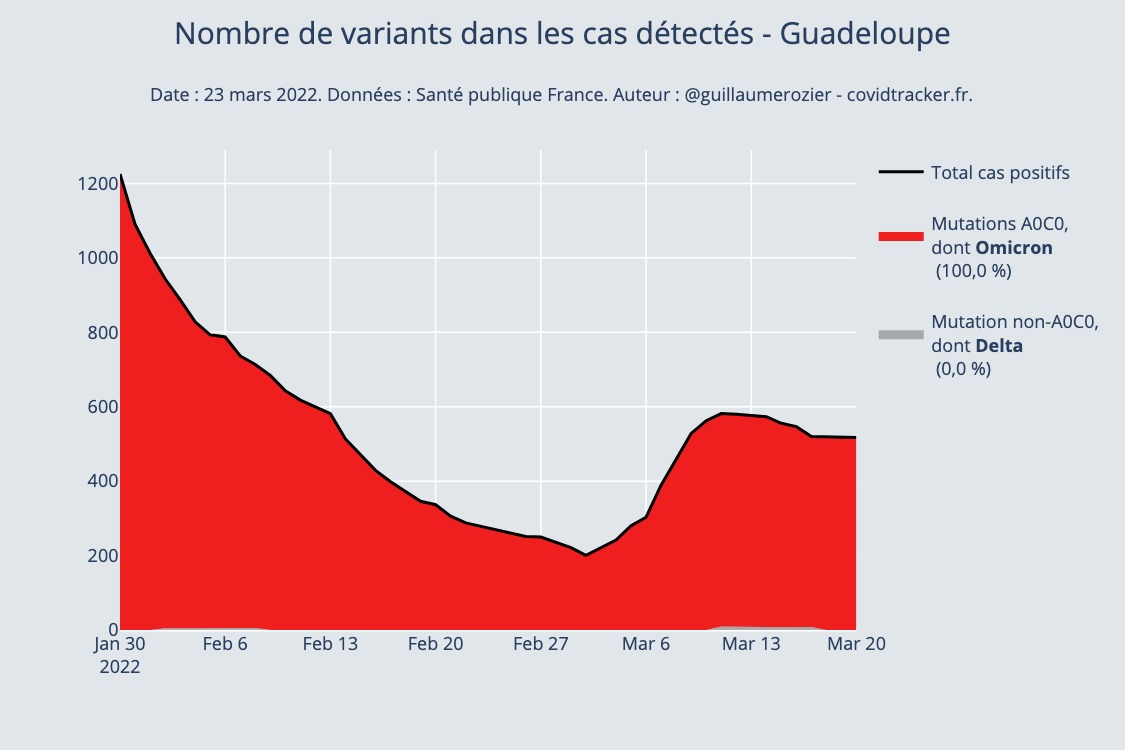 Nombre de variants dans les cas détectés - Guadeloupe
Date : 23 mars 2022. Données : Santé publique France. Auteur : @guillaumerozier - covidtracker.fr.
1200
1000
800
600
400
200
0
Jan 30
2022
Feb 6
Feb 13
Feb 20
Feb 27
Mar 6
Mar 13
Mar 20
Total cas positifs
Mutations A0C0,
dont Omicron
(100,0 %)
Mutation non-A0C0,
dont Delta
(0,0 %)